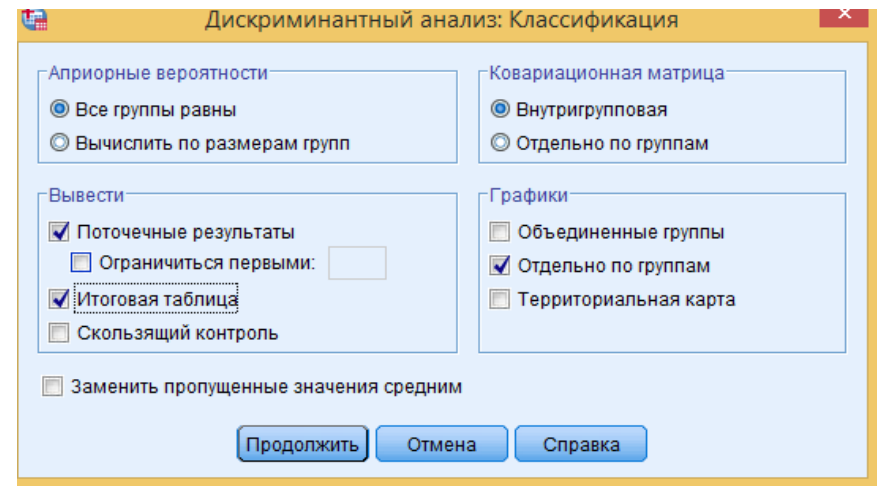 Дискриминантный анализ: Классификация
Априорные вероятности
Все группы равны
Вычислить по размерам групп
Ковариационная матрица
Внутригрупповая
Отдельно по группам
Вывести
Поточечные результаты
Ограничиться первыми:
Итоговая таблица
Скользящий контроль
Графики
Объединенные группы
Отдельно по группам
Территориальная карта
Заменить пропущенные значения средним
Продолжить Отмена Справка